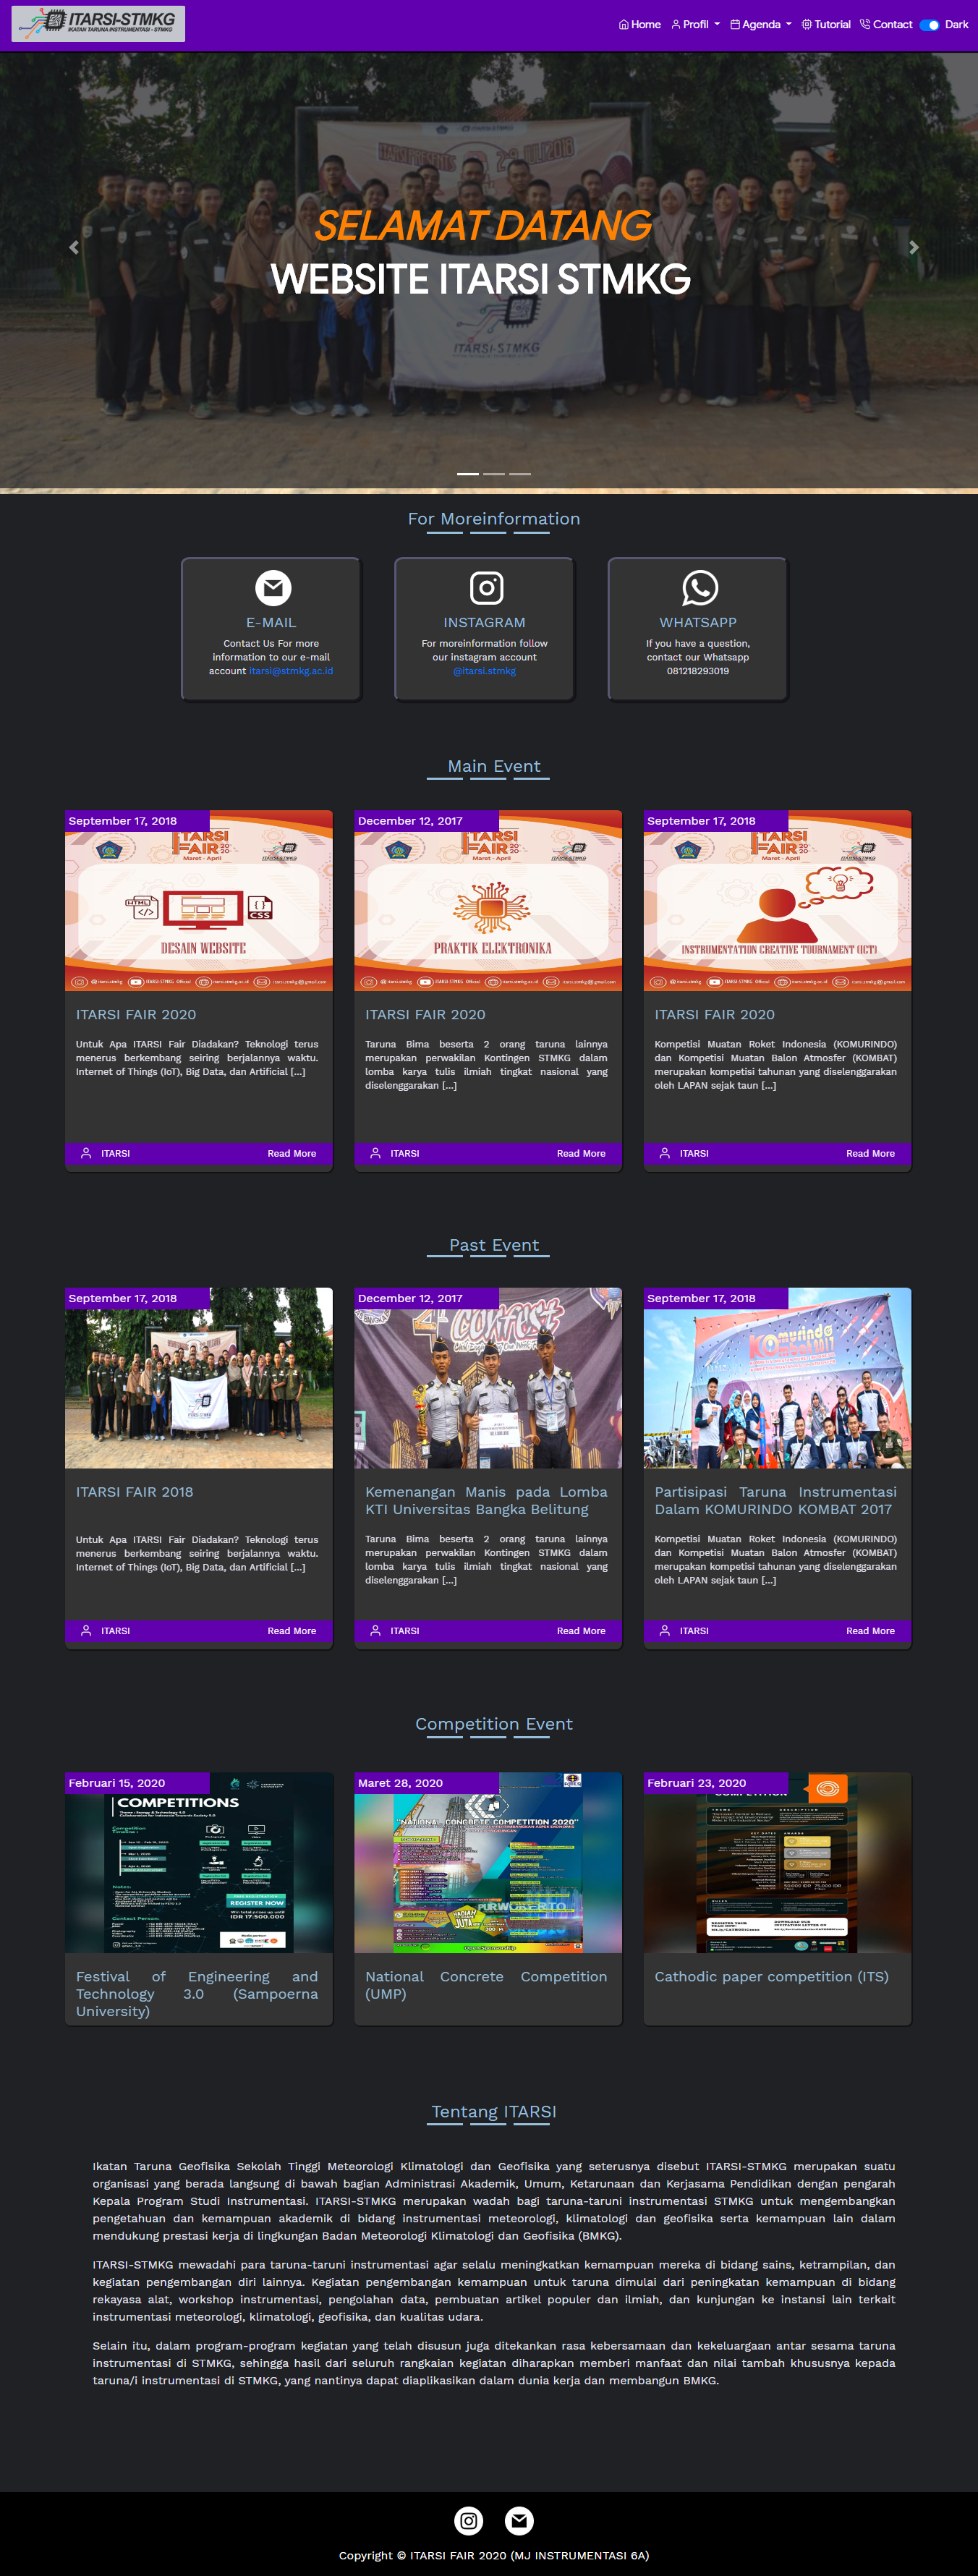 ITARSI-STMKG
IKATAN TARUNA INSTRUMENTASI - STMKG
Home Profil Agenda Tutorial Contact Dark
SELAMAT DATANG
WEBSITE ITARSI STMKG
ITARSI-STMKG
For Moreinformation
E-MAIL
Contact Us For more
information to our e-mail
account itarsi@stmkg.ac.id
INSTAGRAM
For moreinformation follow
our instagram account
@itarsi.stmkg
WHATSAPP
If you have a question,
contact our Whatsapp
081218293019
Main Event
September 17, 2018
ITARSI
FAIR 2020
Maret - April
HTML
CSS
DESAIN WEBSITE
ITARSI FAIR 2020
Untuk Apa ITARSI Fair Diadakan? Teknologi terus
menerus berkembang seiring berjalannya waktu.
Internet of Things (IoT), Big Data, dan Artificial [...]
ITARSI Read More
December 12, 2017
ITARSI
FAIR 2020
Maret - April
PRAKTIK ELEKTRONIKA
ITARSI FAIR 2020
Taruna Bima beserta 2 orang taruna lainnya
merupakan perwakilan Kontingen STMKG dalam
lomba karya tulis ilmiah tingkat nasional yang
diselenggarakan [...]
ITARSI Read More
September 17, 2018
ITARSI
FAIR 2020
Maret - April
INSTRUMENTATION CREATIVE TOURNAMENT (ICT)
ITARSI FAIR 2020
Kompetisi Muatan Roket Indonesia (KOMURINDO)
dan Kompetisi Muatan Balon Atmosfer (KOMBAT)
merupakan kompetisi tahunan yang diselenggarakan
oleh LAPAN sejak taun [...]
ITARSI Read More
Past Event
September 17, 2018
ITARSI FAIR 2018
Untuk Apa ITARSI Fair Diadakan? Teknologi terus
menerus berkembang seiring berjalannya waktu.
Internet of Things (IoT), Big Data, dan Artificial [...]
ITARSI Read More
December 12, 2017
Kemenangan Manis pada Lomba
KTI Universitas Bangka Belitung
Taruna Bima beserta 2 orang taruna lainnya
merupakan perwakilan Kontingen STMKG dalam
lomba karya tulis ilmiah tingkat nasional yang
diselenggarakan [...]
ITARSI Read More
September 17, 2018
Komurindo
Kombat 2017
Partisipasi Taruna Instrumentasi
Dalam KOMURINDO KOMBAT 2017
Kompetisi Muatan Roket Indonesia (KOMURINDO)
dan Kompetisi Muatan Balon Atmosfer (KOMBAT)
merupakan kompetisi tahunan yang diselenggarakan
oleh LAPAN sejak taun [...]
ITARSI Read More
Competition Event
Februari 15, 2020
COMPETITIONS
REGISTER NOW
IDR 17.500.000
Festival of Engineering and
Technology 3.0 (Sampoerna
University)
Maret 28, 2020
NATIONAL CONCRETE COMPETITION 2020"
PURWOKERTO
National Concrete Competition
(UMP)
Februari 23, 2020
COMPETITION
Cathodic paper competition (ITS)
Tentang ITARSI
Ikatan Taruna Geofisika Sekolah Tinggi Meteorologi Klimatologi dan Geofisika yang seterusnya disebut ITARSI-STMKG merupakan suatu
organisasi yang berada langsung di bawah bagian Administrasi Akademik, Umum, Ketarunaan dan Kerjasama Pendidikan dengan pengarah
Kepala Program Studi Instrumentasi. ITARSI-STMKG merupakan wadah bagi taruna-taruni instrumentasi STMKG untuk mengembangkan
pengetahuan dan kemampuan akademik di bidang instrumentasi meteorologi, klimatologi dan geofisika serta kemampuan lain dalam
mendukung prestasi kerja di lingkungan Badan Meteorologi Klimatologi dan Geofisika (BMKG).
ITARSI-STMKG mewadahi para taruna-taruni instrumentasi agar selalu meningkatkan kemampuan mereka di bidang sains, ketrampilan, dan
kegiatan pengembangan diri lainnya. Kegiatan pengembangan kemampuan untuk taruna dimulai dari peningkatan kemampuan di bidang
rekayasa alat, workshop instrumentasi, pengolahan data, pembuatan artikel populer dan ilmiah, dan kunjungan ke instansi lain terkait
instrumentasi meteorologi, klimatologi, geofisika, dan kualitas udara.
Selain itu, dalam program-program kegiatan yang telah disusun juga ditekankan rasa kebersamaan dan kekeluargaan antar sesama taruna
instrumentasi di STMKG, sehingga hasil dari seluruh rangkaian kegiatan diharapkan memberi manfaat dan nilai tambah khususnya kepada
taruna/i instrumentasi di STMKG, yang nantinya dapat diaplikasikan dalam dunia kerja dan membangun BMKG.
Copyright © ITARSI FAIR 2020 (MJ INSTRUMENTASI 6A)